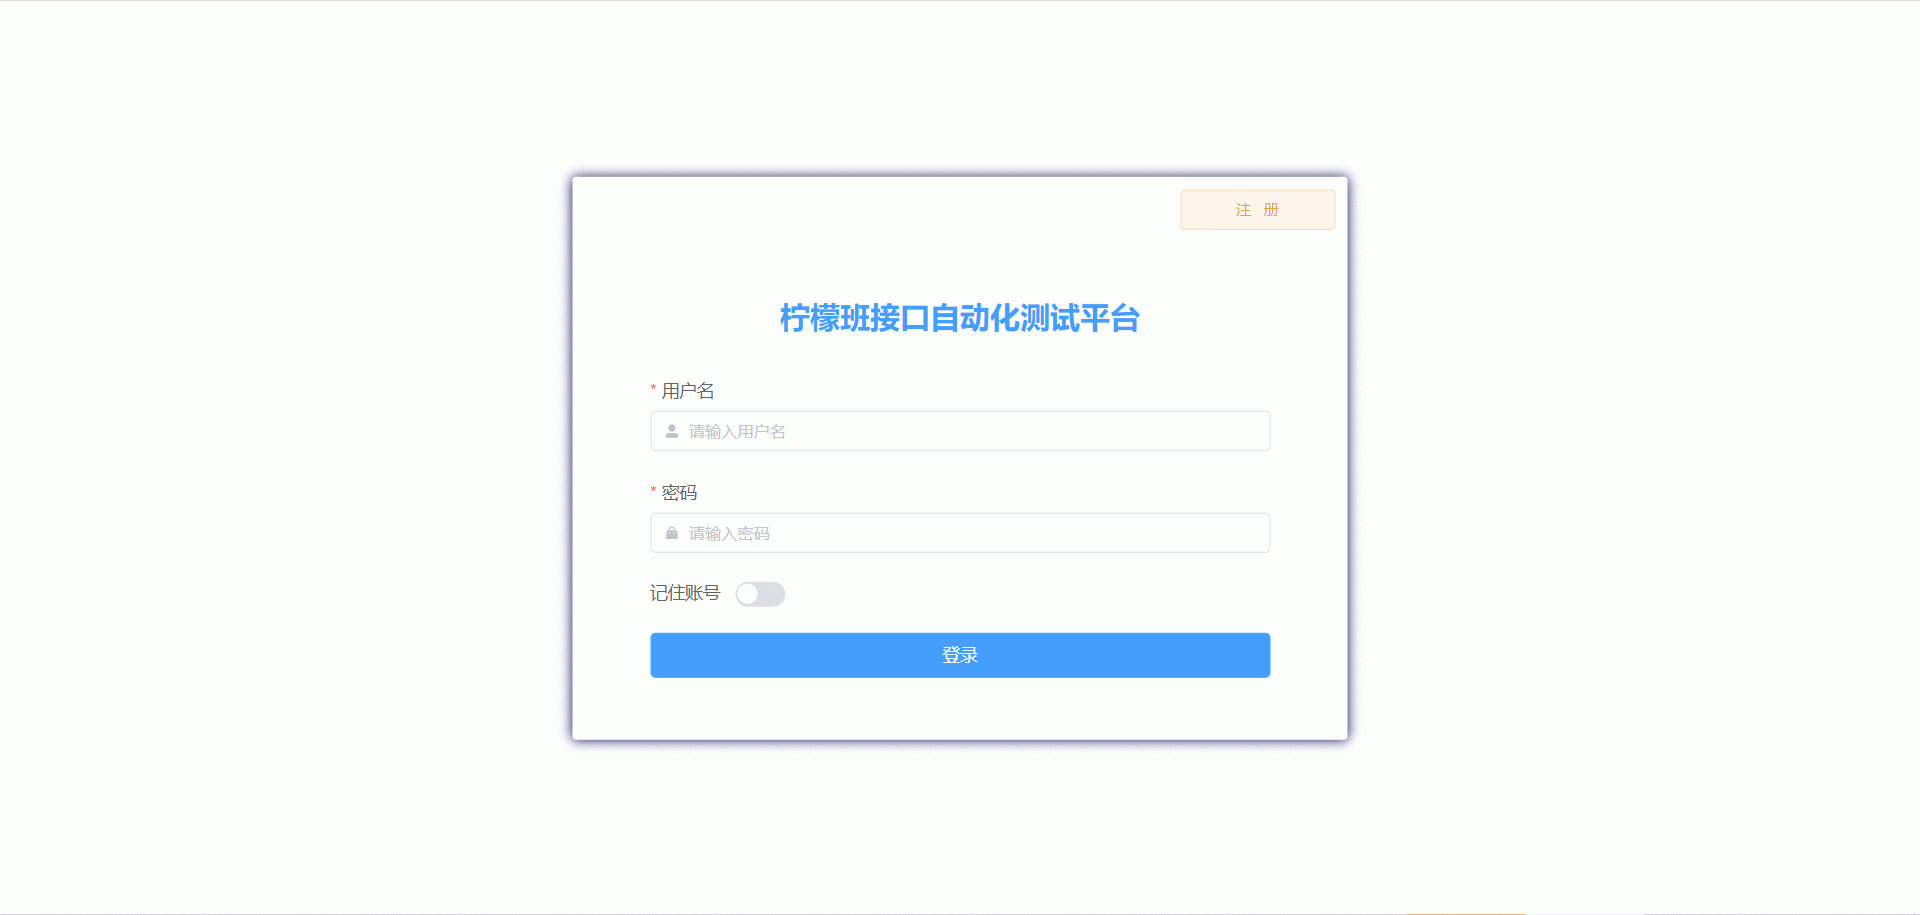 注 册
柠檬班接口自动化测试平台
* 用户名
请输入用户名
* 密码
请输入密码
记住账号
登录